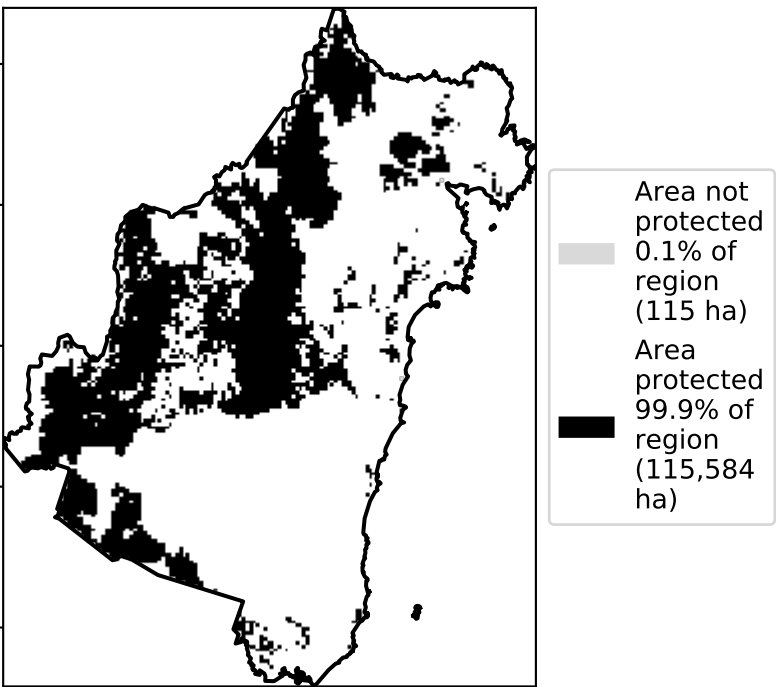 Area not
protected
0.1% of
region
(115 ha)
Area
protected
99.9% of
region
(115,584
ha)